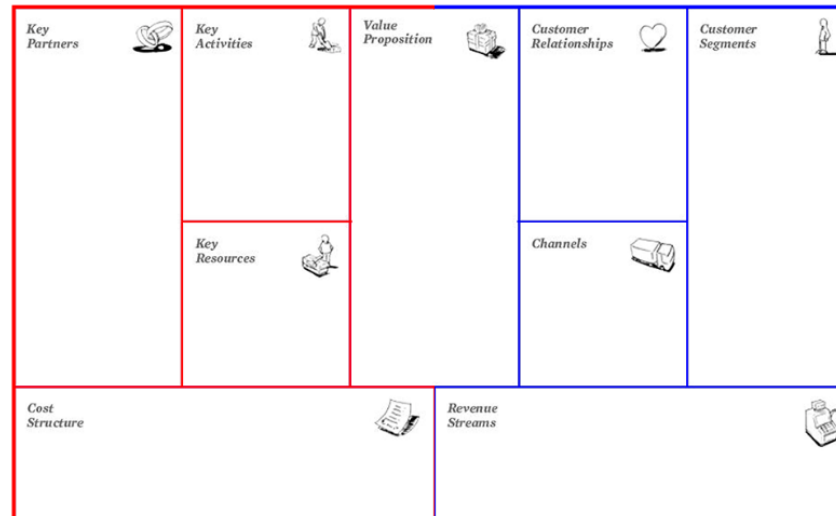 Key
Partners
Key
Activities
Value
Proposition
Customer
Relationships
Customer
Segments
Key
Resources
Channels
Cost
Structure
Revenue
Streams